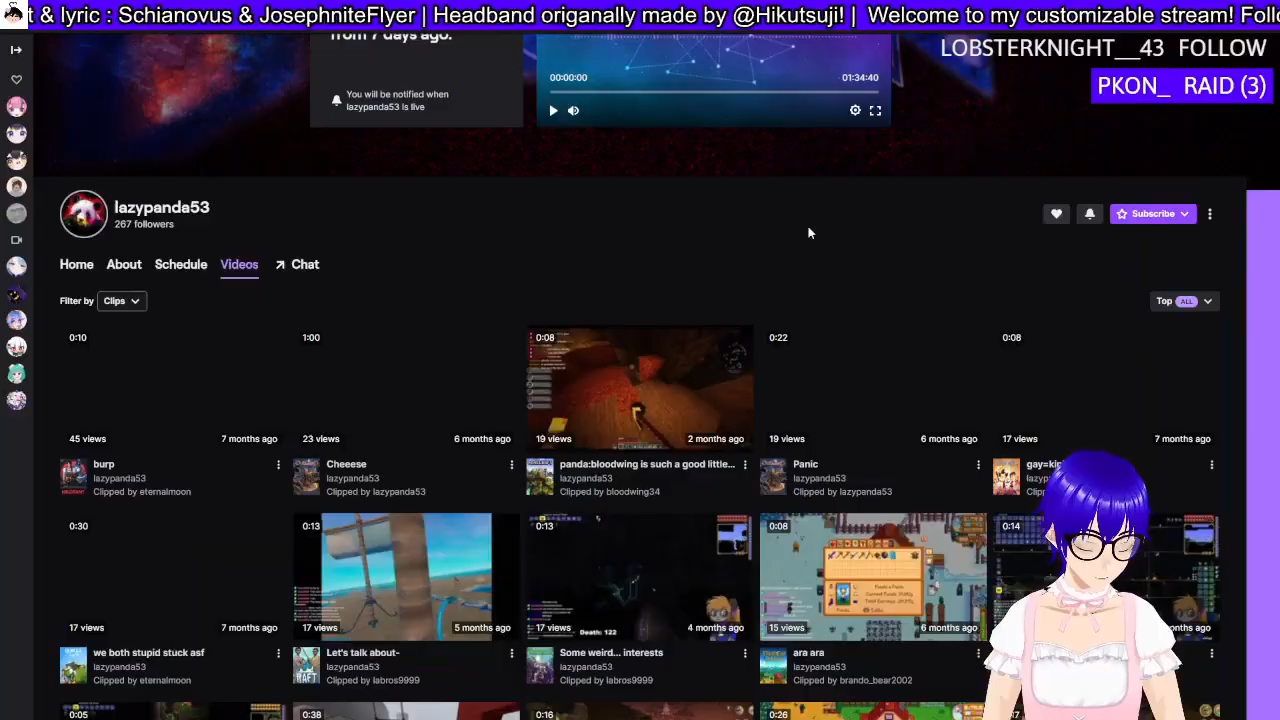 t & lyric : Schianovus & JosephniteFlyer | Headband origanally made by @Hikutsuji! | Welcome to my customizable stream! Foll
LOBSTERKNIGHT__43 FOLLOW
PKON_ RAID (3)
from 7 days ago.
You will be notified when
lazypanda53 is live
00:00:00
01:34:40
lazypanda53
267 followers
Subscribe
Home
About
Schedule
Videos
Chat
Filter by
Clips
Top
ALL
0:10
1:00
0:08
0:22
0:08
45 views
7 months ago
23 views
6 months ago
19 views
2 months ago
19 views
6 months ago
17 views
7 months ago
burp
lazypanda53
Clipped by eternalmoon
Cheeese
lazypanda53
Clipped by lazypanda53
panda:bloodwing is such a good little...
lazypanda53
Clipped by bloodwing34
Panic
lazypanda53
Clipped by lazypanda53
lazyp
Clip
0:30
0:13
0:13
0:08
0:14
Death: 122
17 views
7 months ago
17 views
5 months ago
17 views
4 months ago
15 views
6 months ago
months ago
we both stupid stuck asf
lazypanda53
Clipped by eternalmoon
Let's talk about-
lazypanda53
Clipped by labros9999
Some weird... interests
lazypanda53
Clipped by labros9999
ara ara
lazypanda53
Clipped by brando_bear2002
0:05
0:38
0:16
0:26